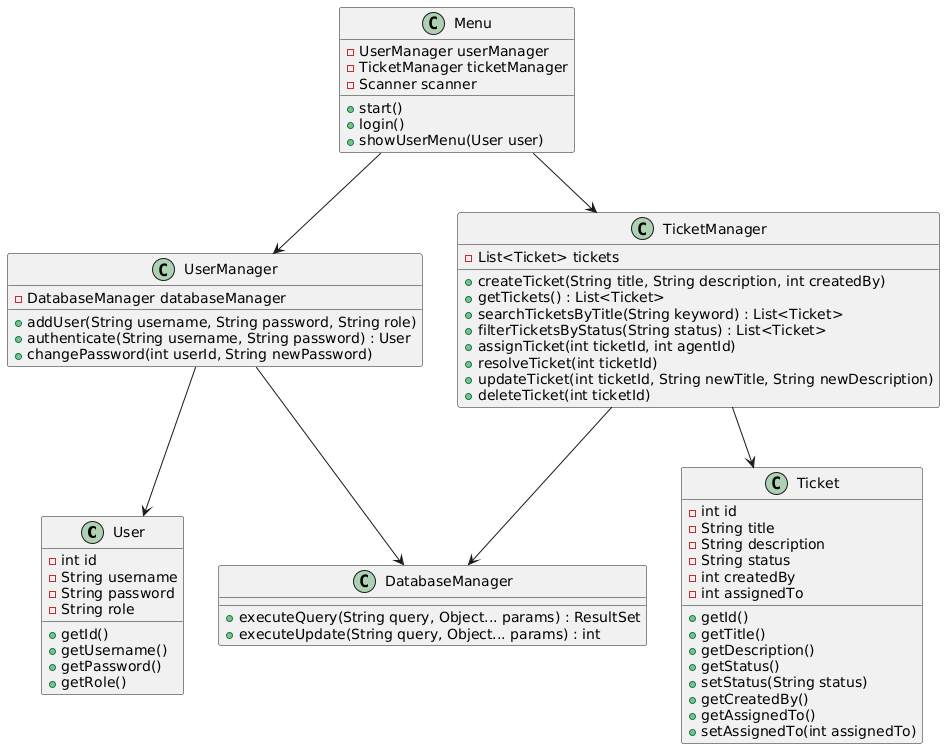 C Menu
UserManager userManager
TicketManager ticketManager
Scanner scanner
start()
login()
showUserMenu(User user)
C UserManager
DatabaseManager databaseManager
addUser(String username, String password, String role)
authenticate(String username, String password) : User
changePassword(int userId, String newPassword)
C TicketManager
List<Ticket> tickets
createTicket(String title, String description, int createdBy)
getTickets() : List<Ticket>
searchTicketsByTitle(String keyword) : List<Ticket>
filterTicketsByStatus(String status) : List<Ticket>
assignTicket(int ticketId, int agentId)
resolveTicket(int ticketId)
updateTicket(int ticketId, String newTitle, String newDescription)
deleteTicket(int ticketId)
C User
int id
String username
String password
String role
getId()
getUsername()
getPassword()
getRole()
C DatabaseManager
executeQuery(String query, Object... params) : ResultSet
executeUpdate(String query, Object... params) : int
C Ticket
int id
String title
String description
String status
int createdBy
int assignedTo
getId()
getTitle()
getDescription()
getStatus()
setStatus(String status)
getCreatedBy()
getAssignedTo()
setAssignedTo(int assignedTo)